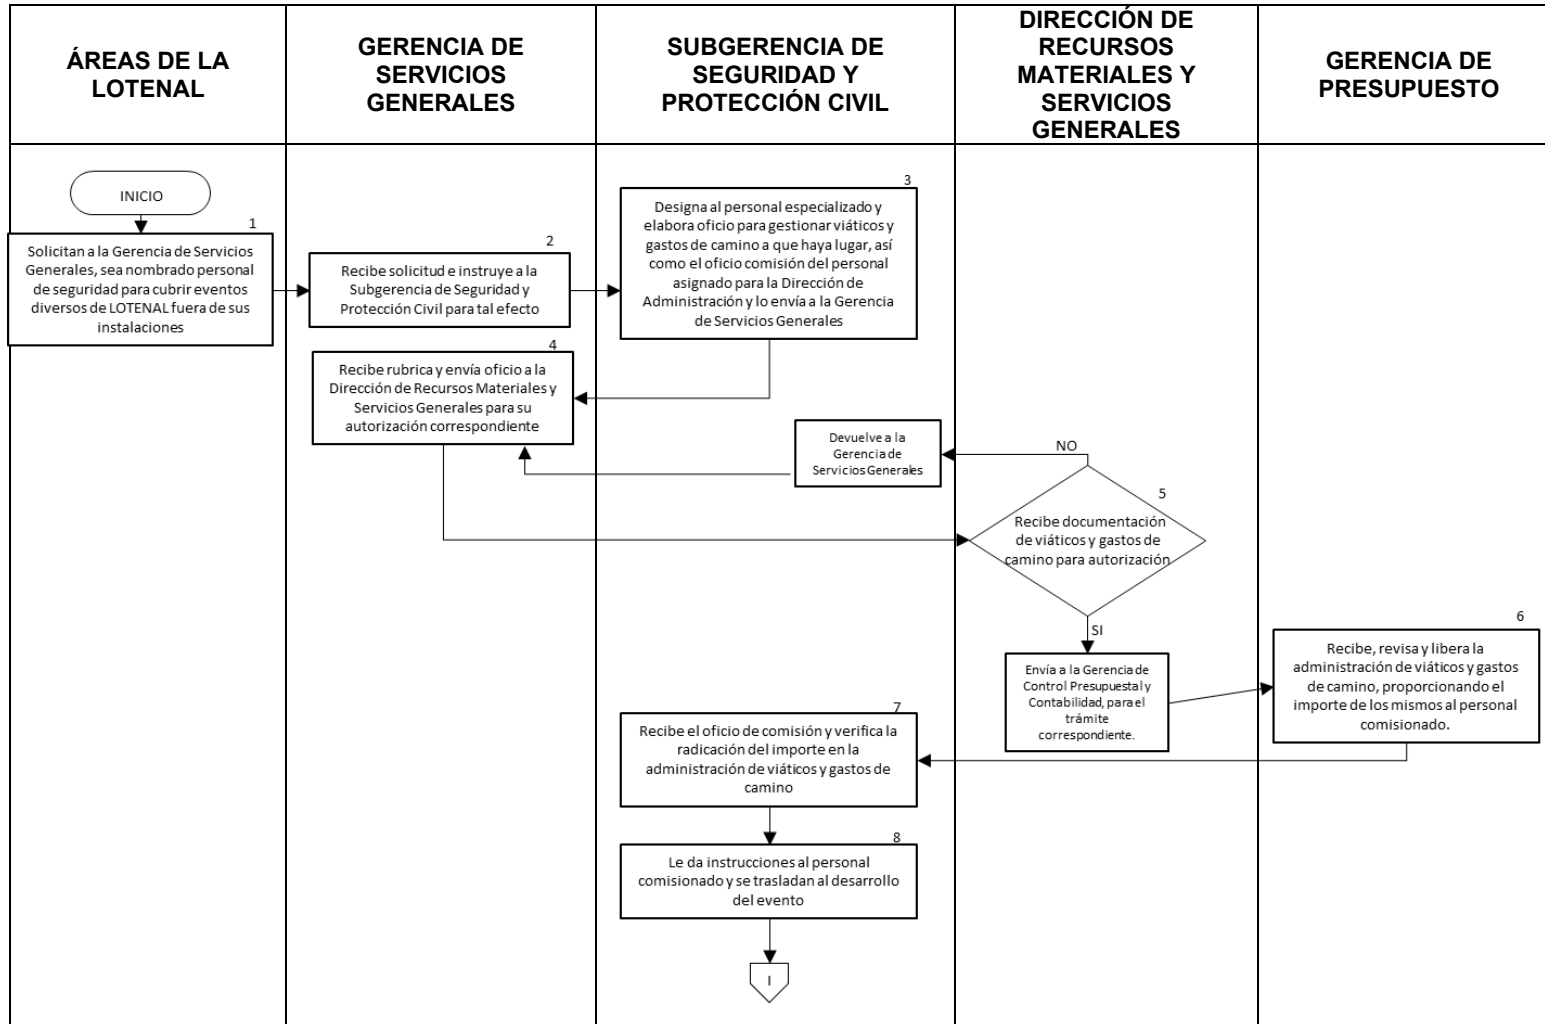 ÁREAS DE LA
LOTENAL
GERENCIA DE
SERVICIOS
GENERALES
SUBGERENCIA DE
SEGURIDAD Y
PROTECCIÓN CIVIL
DIRECCIÓN DE
RECURSOS
MATERIALES Y
SERVICIOS
GENERALES
GERENCIA DE
PRESUPUESTO
INICIO
1
Solicitan a la Gerencia de Servicios
Generales, sea nombrado personal
de seguridad para cubrir eventos
diversos de LOTENAL fuera de sus
instalaciones
2
Recibe solicitud e instruye a la
Subgerencia de Seguridad y
Protección Civil para tal efecto
3
Designa al personal especializado y
elabora oficio para gestionar viáticos y
gastos de camino a que haya lugar, así
como el oficio comisión del personal
asignado para la Dirección de
Administración y lo envía a la Gerencia
de Servicios Generales
4
Recibe rubrica y envía oficio a la
Dirección de Recursos Materiales y
Servicios Generales para su
autorización correspondiente
Devuelve a la
Gerencia de
Servicios Generales
NO
5
Recibe documentación
de viáticos y gastos de
camino para autorización
SI
Envía a la Gerencia de
Control Presupuestal y
Contabilidad, para el
trámite
correspondiente.
6
Recibe, revisa y libera la
administración de viáticos y gastos
de camino, proporcionando el
importe de los mismos al personal
comisionado.
7
Recibe el oficio de comisión y verifica la
radicación del importe en la
administración de viáticos y gastos de
camino
8
Le da instrucciones al personal
comisionado y se trasladan al desarrollo
del evento
I